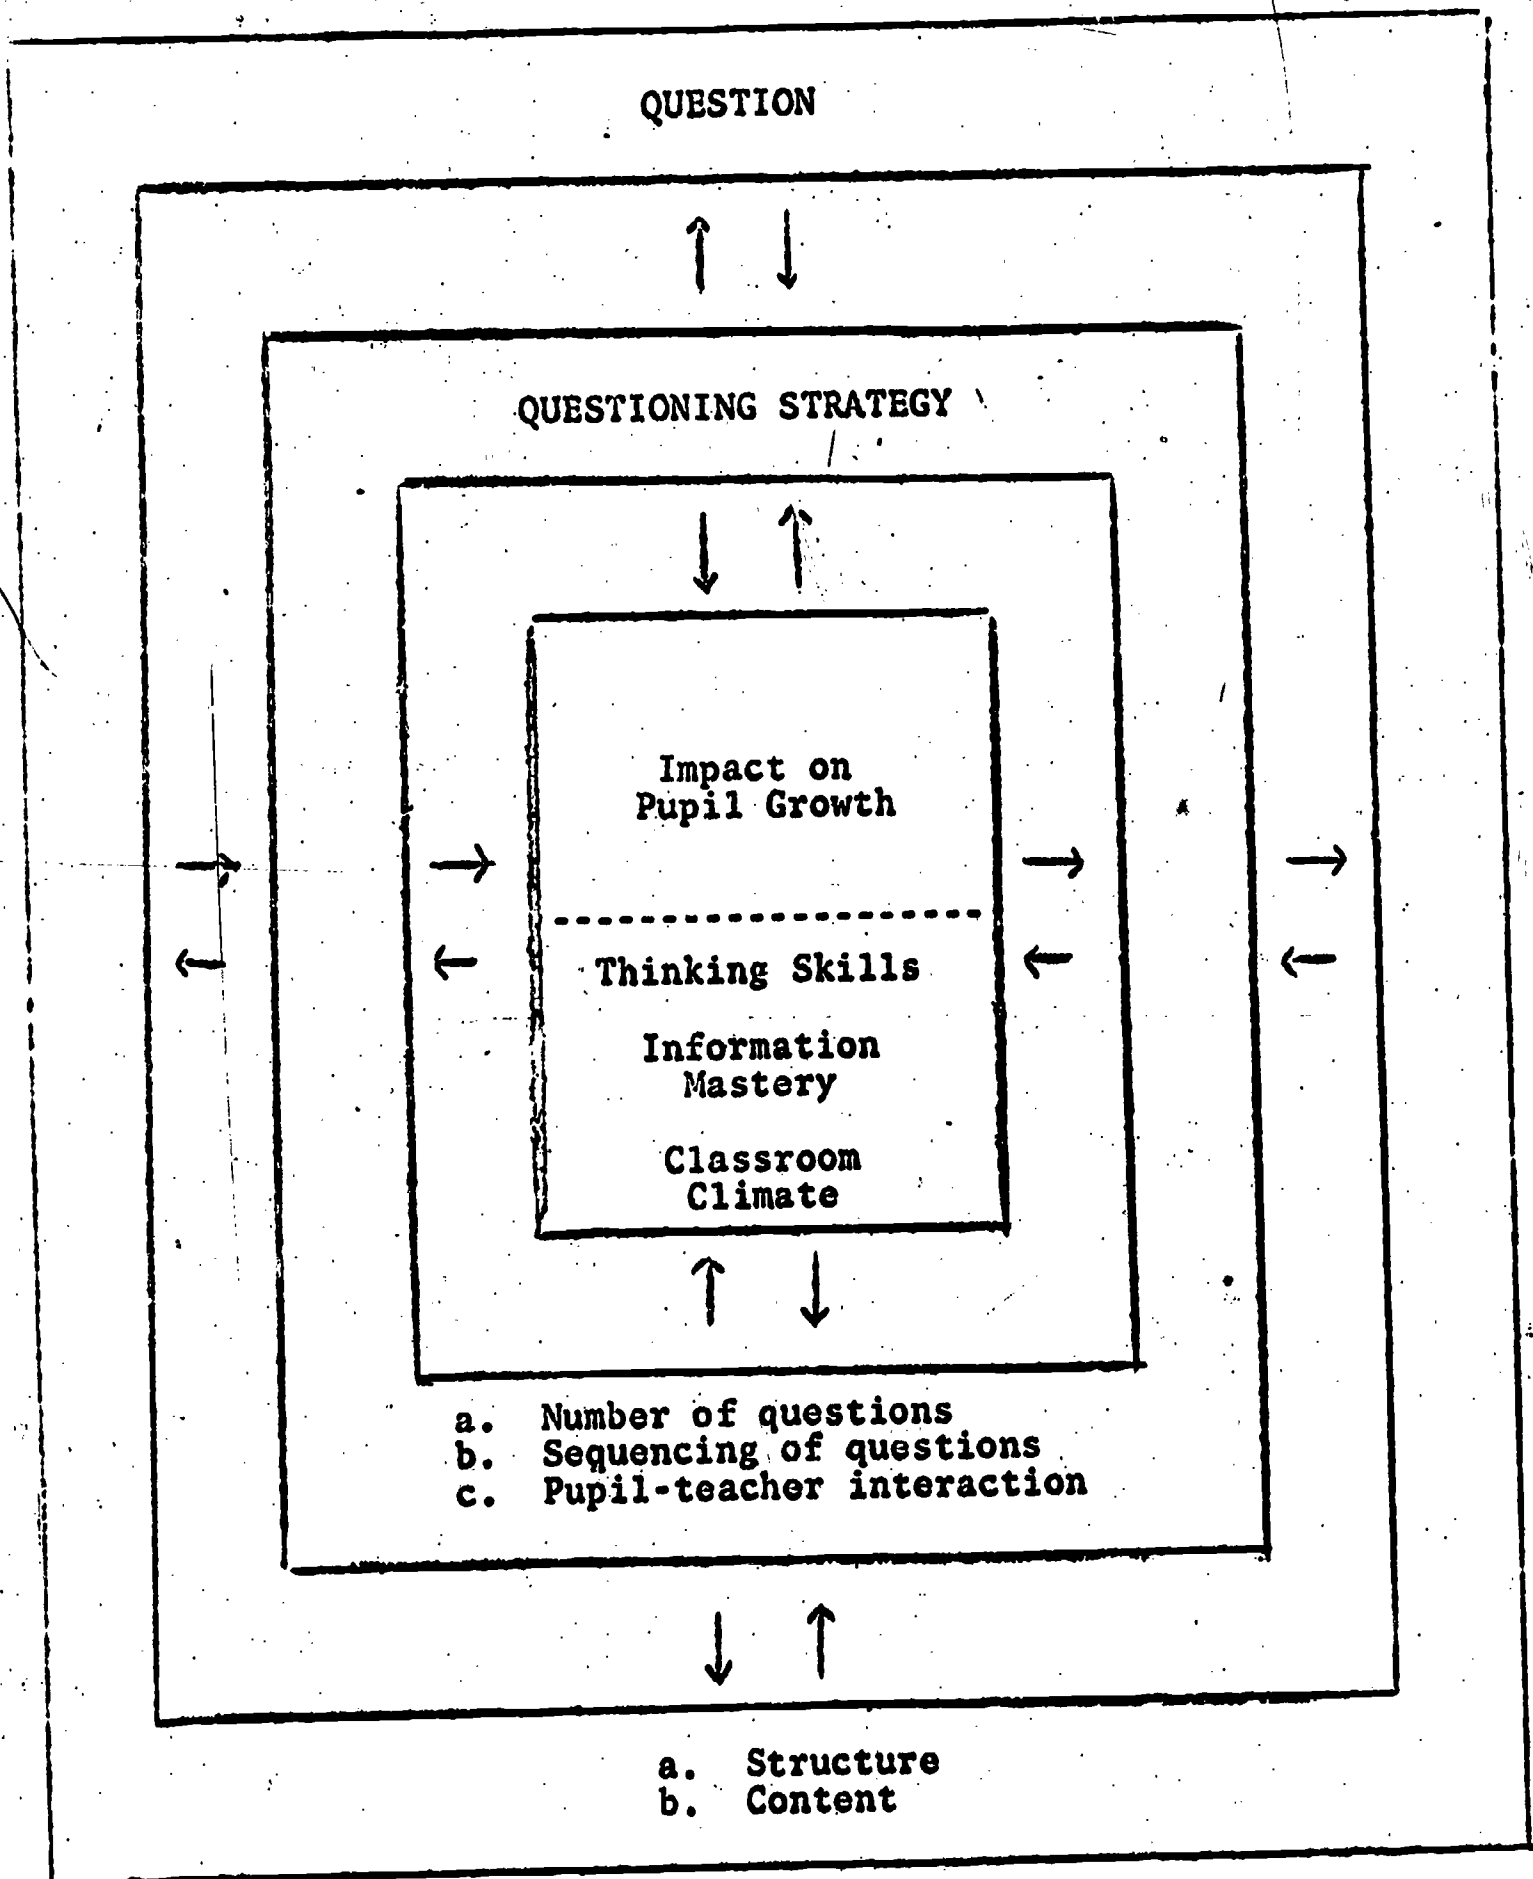 QUESTION
QUESTIONING STRATEGY
Impact on
Pupil Growth
Thinking Skills
Information
Mastery
Classroom
Climate
a. Number of questions
b. Sequencing of questions
c. Pupil-teacher interaction
a. Structure
b. Content